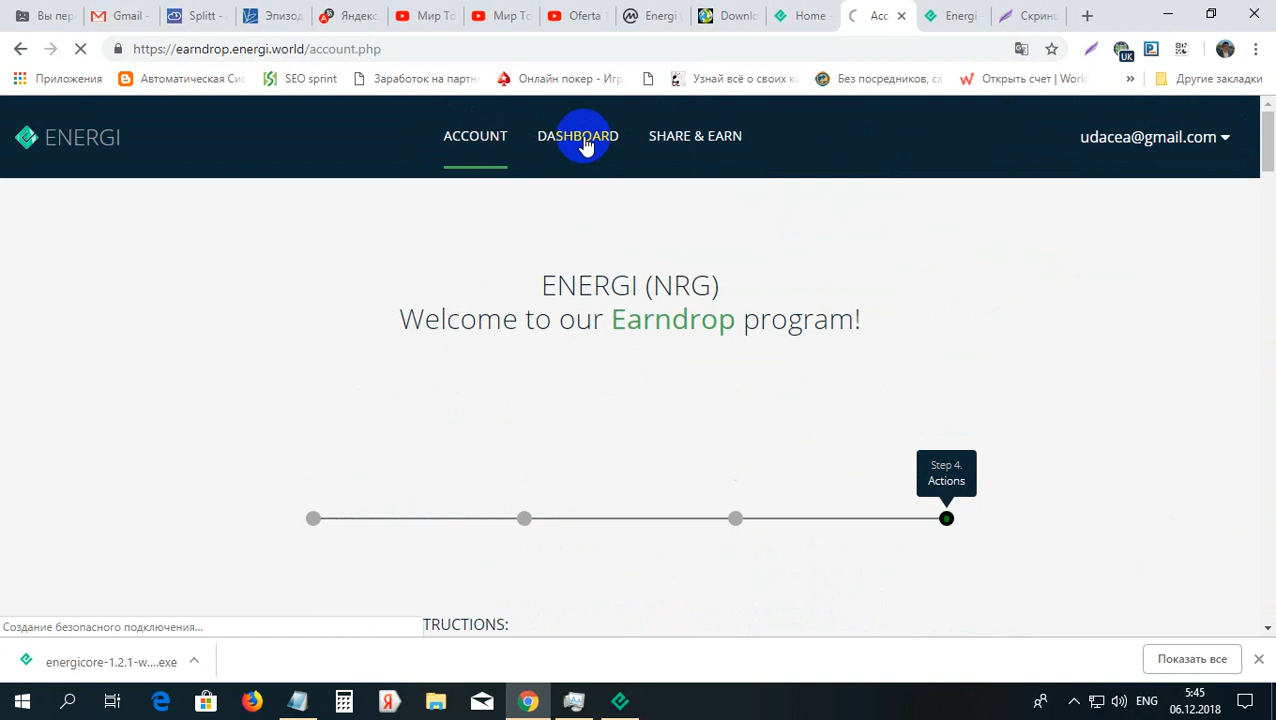 Вы пер
Gmail -
Splitt -
Эпизод
Яндекс
Мир То
Мир То
Oferta
Energi
Downlo
Home -
Acc
Energi
Скрин
https://earndrop.energi.world/account.php
UK
Приложения
Автоматическая Сис
SEO sprint
Заработок на партн
Онлайн покер - Игр
Узнай всё о своих к
Без посредников, са
Открыть счет | World
»
Другие закладки
ENERGI
ACCOUNT
DASHBOARD
SHARE & EARN
udacea@gmail.com
ENERGI (NRG)
Welcome to our Earndrop program!
Step 4.
Actions
TRUCTIONS:
Создание безопасного подключения...
energicore-1.2.1-w....exe
Показать все
ENG
5:45
06.12.2018